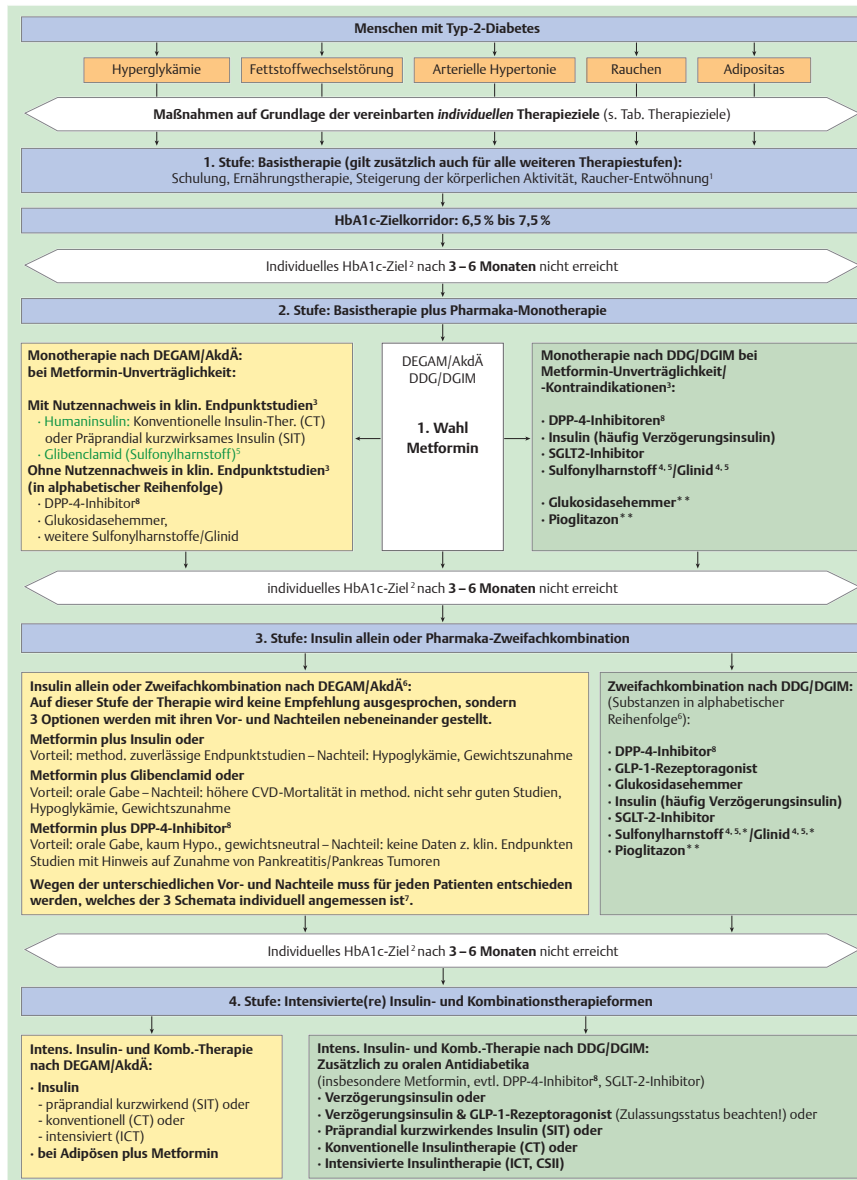 Menschen mit Typ-2-Diabetes
Hyperglykämie
Fettstoffwechselstörung
Arterielle Hypertonie
Rauchen
Adipositas
Maßnahmen auf Grundlage der vereinbarten individuellen Therapieziele (s. Tab. Therapieziele)
1. Stufe: Basistherapie (gilt zusätzlich auch für alle weiteren Therapiestufen):
Schulung, Ernährungstherapie, Steigerung der körperlichen Aktivität, Raucher-Entwöhnung¹
HbA1c-Zielkorridor: 6,5 % bis 7,5 %
Individuelles HbA1c-Ziel² nach 3 – 6 Monaten nicht erreicht
2. Stufe: Basistherapie plus Pharmaka-Monotherapie
Monotherapie nach DEGAM/AkdÄ:
bei Metformin-Unverträglichkeit:
Mit Nutzennachweis in klin. Endpunktstudien³
· Humaninsulin: Konventionelle Insulin-Ther. (CT)
oder Präprandial kurzwirksames Insulin (SIT)
· Glibenclamid (Sulfonylharnstoff)⁵
Ohne Nutzennachweis in klin. Endpunktstudien³
(in alphabetischer Reihenfolge)
· DPP-4-Inhibitor⁸
· Glukosidasehemmer,
· weitere Sulfonylharnstoffe/Glinid
DEGAM/AkdÄ
DDG/DGIM
1. Wahl
Metformin
Monotherapie nach DDG/DGIM bei
Metformin-Unverträglichkeit/
-Kontraindikationen³:
· DPP-4-Inhibitoren⁸
· Insulin (häufig Verzögerungsinsulin)
· SGLT2-Inhibitor
· Sulfonylharnstoff⁴,⁵/Glinid⁴,⁵
· Glukosidasehemmer**
· Pioglitazon**
individuelles HbA1c-Ziel² nach 3 – 6 Monaten nicht erreicht
3. Stufe: Insulin allein oder Pharmaka-Zweifachkombination
Insulin allein oder Zweifachkombination nach DEGAM/AkdÄ⁶:
Auf dieser Stufe der Therapie wird keine Empfehlung ausgesprochen, sondern
3 Optionen werden mit ihren Vor- und Nachteilen nebeneinander gestellt.
Metformin plus Insulin oder
Vorteil: method. zuverlässige Endpunktstudien – Nachteil: Hypoglykämie, Gewichtszunahme
Metformin plus Glibenclamid oder
Vorteil: orale Gabe – Nachteil: höhere CVD-Mortalität in method. nicht sehr guten Studien,
Hypoglykämie, Gewichtszunahme
Metformin plus DPP-4-Inhibitor⁸
Vorteil: orale Gabe, kaum Hypo., gewichtsneutral – Nachteil: keine Daten z. klin. Endpunkten
Studien mit Hinweis auf Zunahme von Pankreatitis/Pankreas Tumoren
Wegen der unterschiedlichen Vor- und Nachteile muss für jeden Patienten entschieden
werden, welches der 3 Schemata individuell angemessen ist⁷.
Zweifachkombination nach DDG/DGIM:
(Substanzen in alphabetischer
Reihenfolge⁶):
· DPP-4-Inhibitor⁸
· GLP-1-Rezeptoragonist
· Glukosidasehemmer
· Insulin (häufig Verzögerungsinsulin)
· SGLT-2-Inhibitor
· Sulfonylharnstoff⁴,⁵,*/Glinid⁴,⁵,*
· Pioglitazon**
Individuelles HbA1c-Ziel² nach 3 – 6 Monaten nicht erreicht
4. Stufe: Intensivierte(re) Insulin- und Kombinationstherapieformen
Intens. Insulin- und Komb.-Therapie
nach DEGAM/AkdÄ:
· Insulin
- präprandial kurzwirkend (SIT) oder
- konventionell (CT) oder
- intensiviert (ICT)
· bei Adipösen plus Metformin
Intens. Insulin- und Komb.-Therapie nach DDG/DGIM:
Zusätzlich zu oralen Antidiabetika
(insbesondere Metformin, evtl. DPP-4-Inhibitor⁸, SGLT-2-Inhibitor)
· Verzögerungsinsulin oder
· Verzögerungsinsulin & GLP-1-Rezeptoragonist (Zulassungsstatus beachten!) oder
· Präprandial kurzwirkendes Insulin (SIT) oder
· Konventionelle Insulintherapie (CT) oder
· Intensivierte Insulintherapie (ICT, CSII)